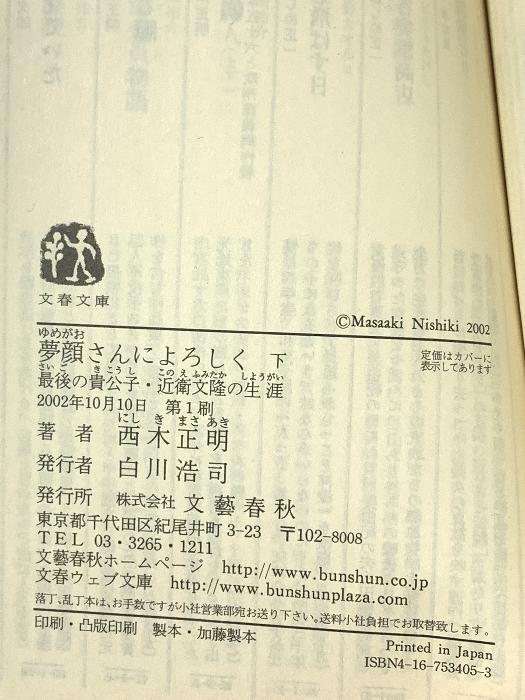 文春文庫
©Masaaki Nishiki 2002
定価はカバーに
表示してあります
ゆめがお
夢顔さんによろしく 下
さいご きこうし このえふみたか しようがい
最後の貴公子・近衛文隆の生涯
2002年10月10日 第1刷
にし き まさ あき
著 者 西木正明
発行者 白川浩司
発行所 株式会社 文藝春秋
東京都千代田区紀尾井町3-23 〒102-8008
TEL 03・3265・1211
文藝春秋ホームページ http://www.bunshun.co.jp
文春ウェブ文庫 http://www.bunshunplaza.com
落丁、乱丁本は、お手数ですが小社営業部宛お送り下さい。送料小社負担でお取替致します。
印刷・凸版印刷 製本・加藤製本
Printed in Japan
ISBN4-16-753405-3